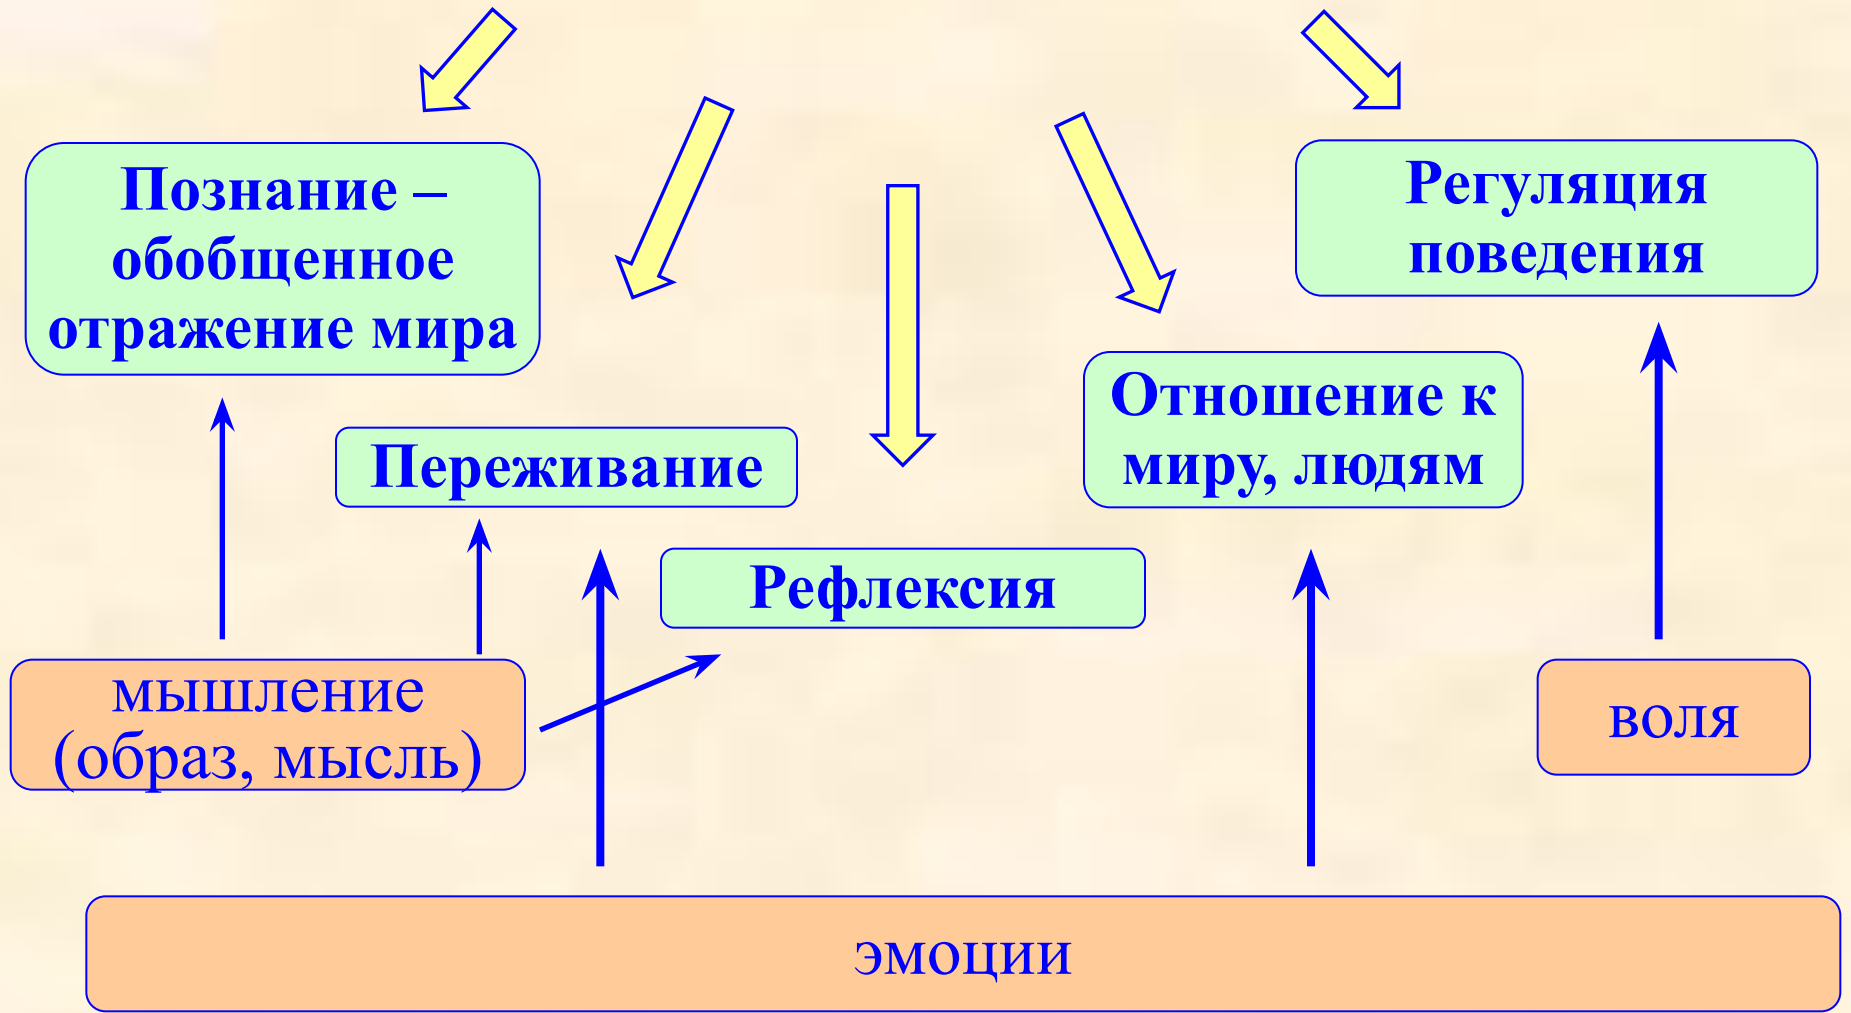 Познание –
обобщенное
отражение мира
Регуляция
поведения
Переживание
Отношение к
миру, людям
Рефлексия
мышление
(образ, мысль)
воля
эмоции